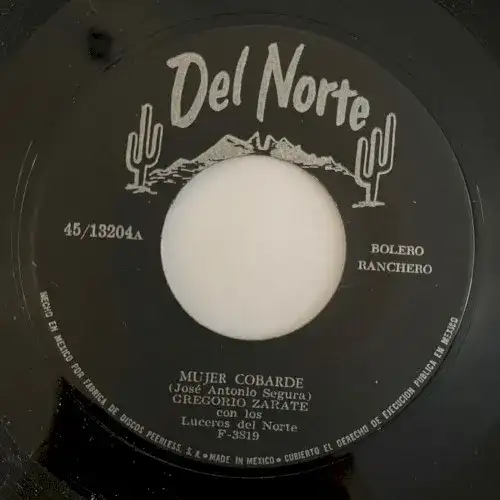 Del Norte
45/13204A
BOLERO
RANCHERO
MUJER COBARDE
(José Antonio Segura)
GREGORIO ZARATE
con los
Luceros del Norte
F-3819
HECHO EN MEXICO POR FABRICA DE DISCOS PEERLESS, S. A. • MADE IN MEXICO • CUBIERTO EL DERECHO DE EJECUCION PUBLICA EN MEXICO